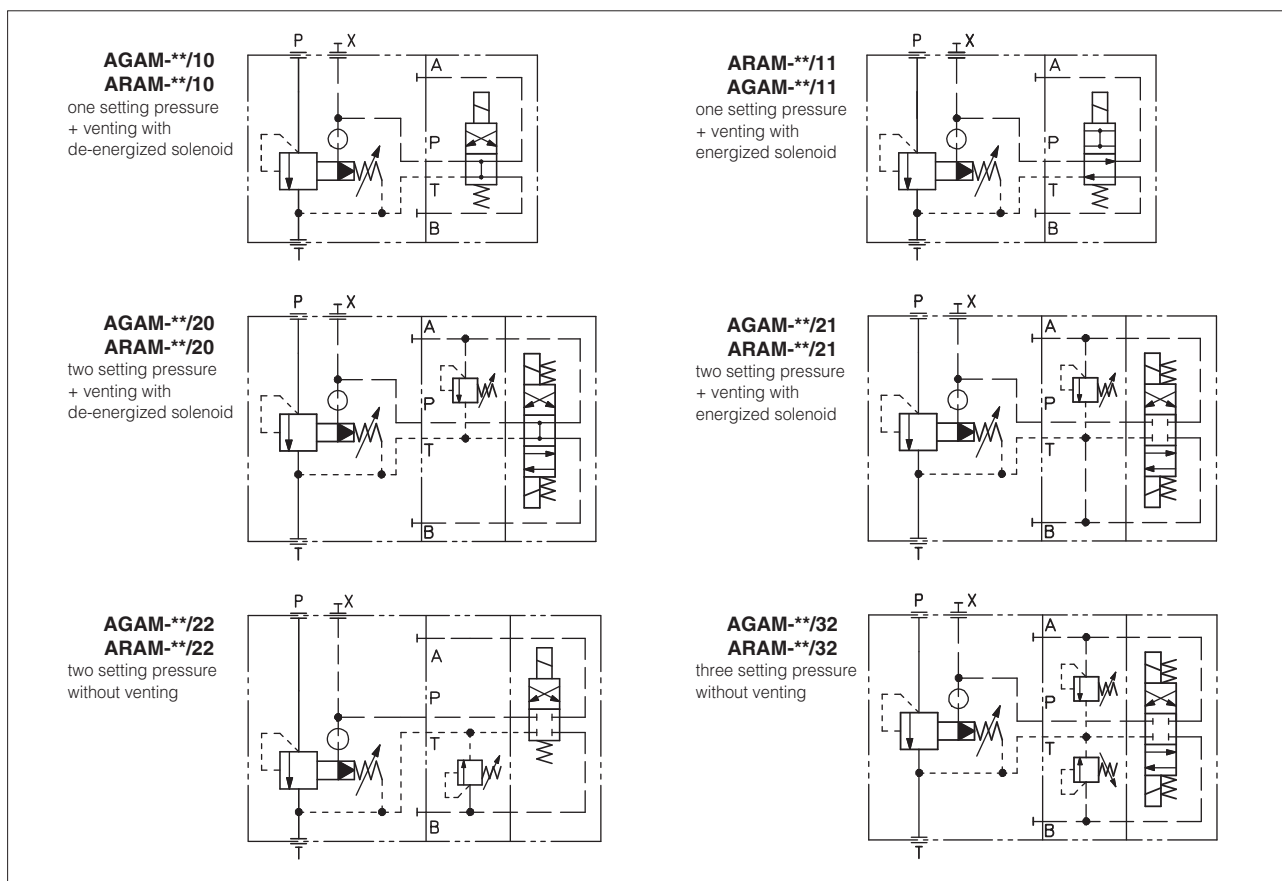 AGAM-**/10
ARAM-**/10
one setting pressure
+ venting with
de-energized solenoid
P
X
A
P
T
B
T
ARAM-**/11
AGAM-**/11
one setting pressure
+ venting with
energized solenoid
P
X
A
P
T
B
T
AGAM-**/20
ARAM-**/20
two setting pressure
+ venting with
de-energized solenoid
P
X
A
P
T
B
T
AGAM-**/21
ARAM-**/21
two setting pressure
+ venting with
energized solenoid
P
X
A
P
T
B
T
AGAM-**/22
ARAM-**/22
two setting pressure
without venting
P
X
A
P
T
B
T
AGAM-**/32
ARAM-**/32
three setting pressure
without venting
P
X
A
P
T
B
T